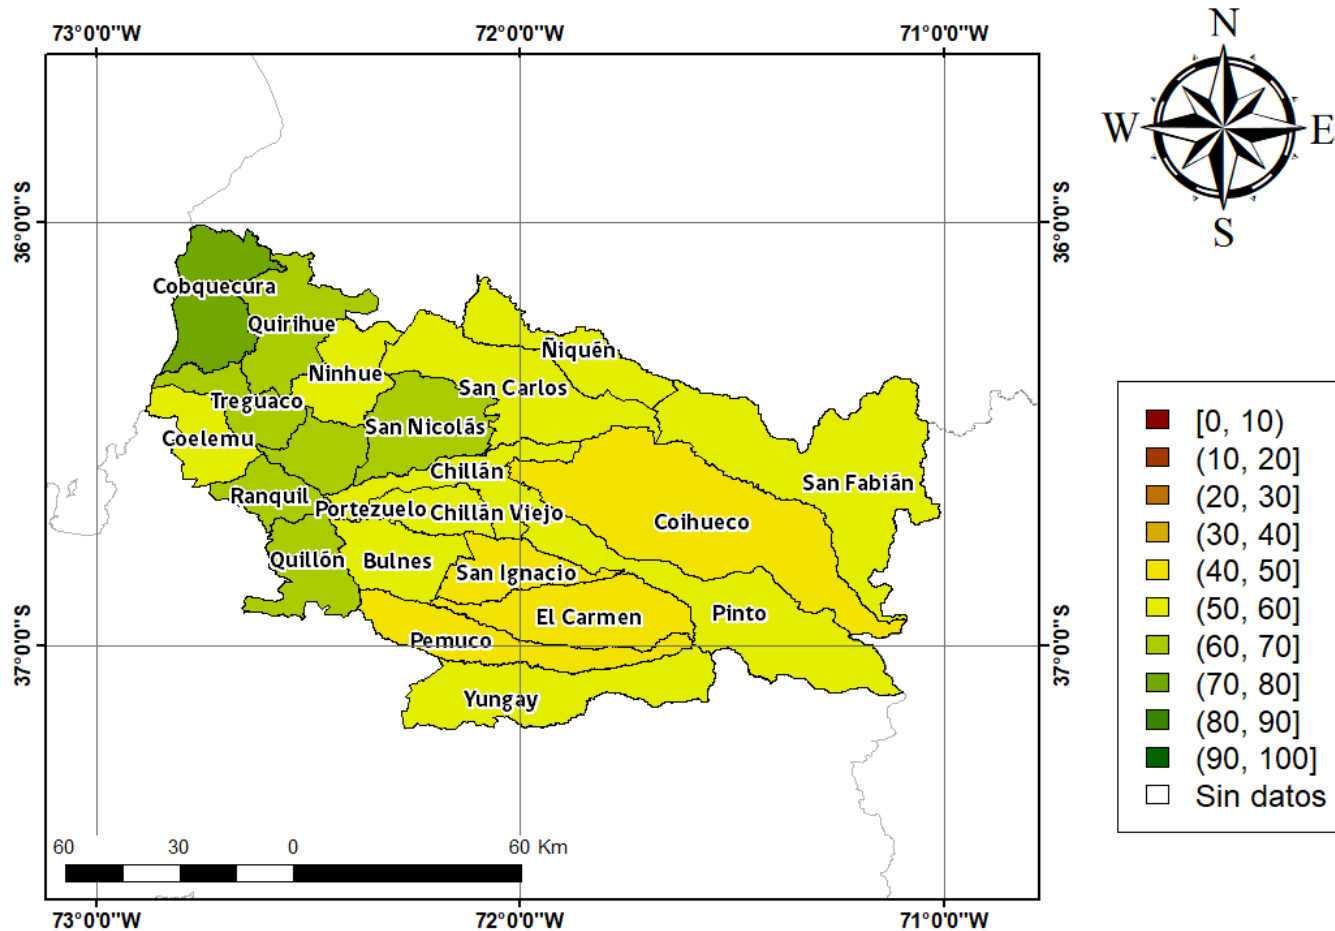 73°0'0"W 72°0'0"W 71°0'0"W
N
W E
S
36°0'0"S 36°0'0"S
Cobquecura
Quirihue
Ñiquén
Ninhue
San Carlos
Treguaco
San Nicolás
Coelemu
Chillán
San Fabián
Ranquil
Portezuelo
Chillán Viejo
Coihueco
Quillón
Bulnes
San Ignacio
El Carmen
Pinto
Pemuco
Yungay
37°0'0"S 37°0'0"S
[0, 10)
(10, 20]
(20, 30]
(30, 40]
(40, 50]
(50, 60]
(60, 70]
(70, 80]
(80, 90]
(90, 100]
Sin datos
60 30 0 60 Km
73°0'0"W 72°0'0"W 71°0'0"W